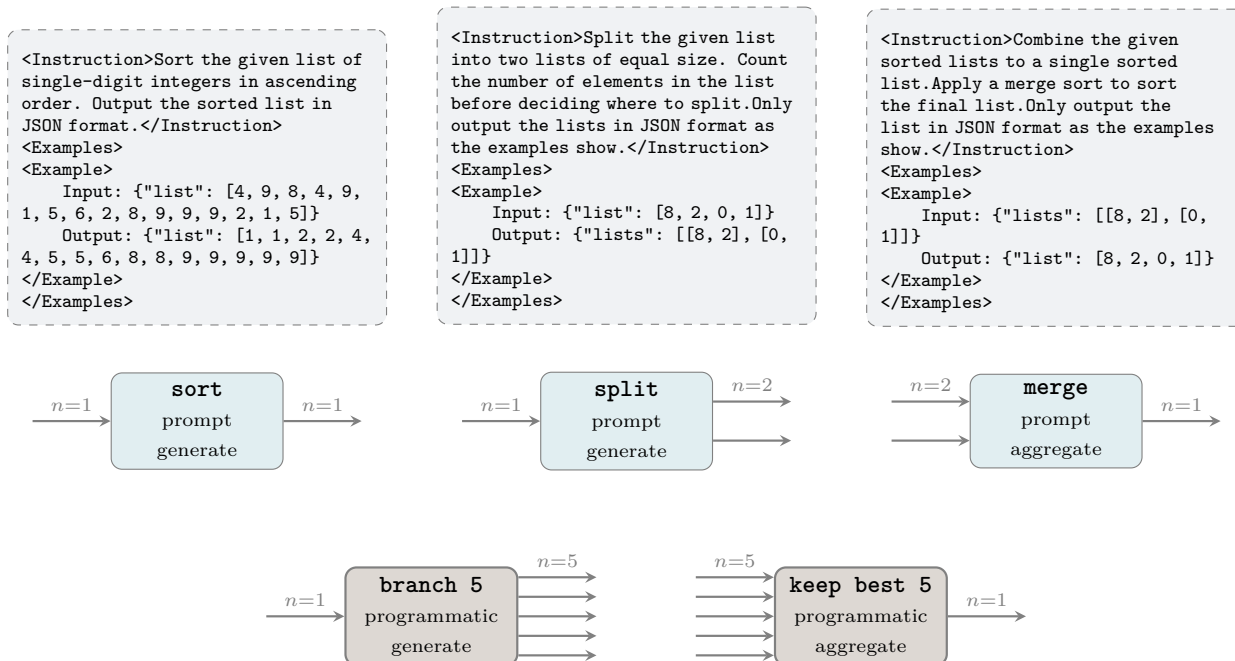 <Instruction>Sort the given list of
single-digit integers in ascending
order. Output the sorted list in
JSON format.</Instruction>
<Examples>
<Example>
Input: {"list": [4, 9, 8, 4, 9,
1, 5, 6, 2, 8, 9, 9, 9, 2, 1, 5]}
Output: {"list": [1, 1, 2, 2, 4,
4, 5, 5, 6, 8, 8, 9, 9, 9, 9, 9]}
</Example>
</Examples>
<Instruction>Split the given list
into two lists of equal size. Count
the number of elements in the list
before deciding where to split.Only
output the lists in JSON format as
the examples show.</Instruction>
<Examples>
<Example>
Input: {"list": [8, 2, 0, 1]}
Output: {"lists": [[8, 2], [0,
1]]}
</Example>
</Examples>
<Instruction>Combine the given
sorted lists to a single sorted
list.Apply a merge sort to sort
the final list.Only output the
list in JSON format as the examples
show.</Instruction>
<Examples>
<Example>
Input: {"lists": [[8, 2], [0,
1]]}
Output: {"list": [8, 2, 0, 1]}
</Example>
</Examples>
n=1
sort
prompt
generate
n=1
n=1
split
prompt
generate
n=2
n=2
merge
prompt
aggregate
n=1
n=1
branch 5
programmatic
generate
n=5
n=5
keep best 5
programmatic
aggregate
n=1